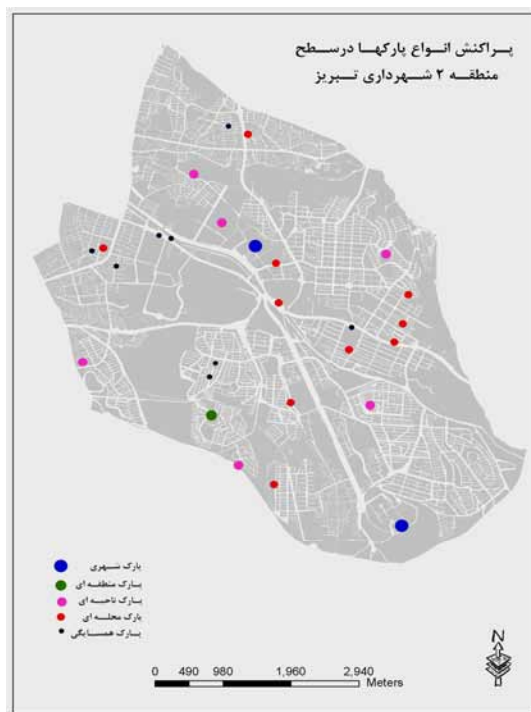 پراکنش انواع پارکها درسطح
منطقه ۲ شهرداری تبریز
پارک شهری
پارک منطقه ای
پارک ناحیه ای
پارک محله ای
پارک همسایگی
N
0 490 980 1,960 2,940
Meters